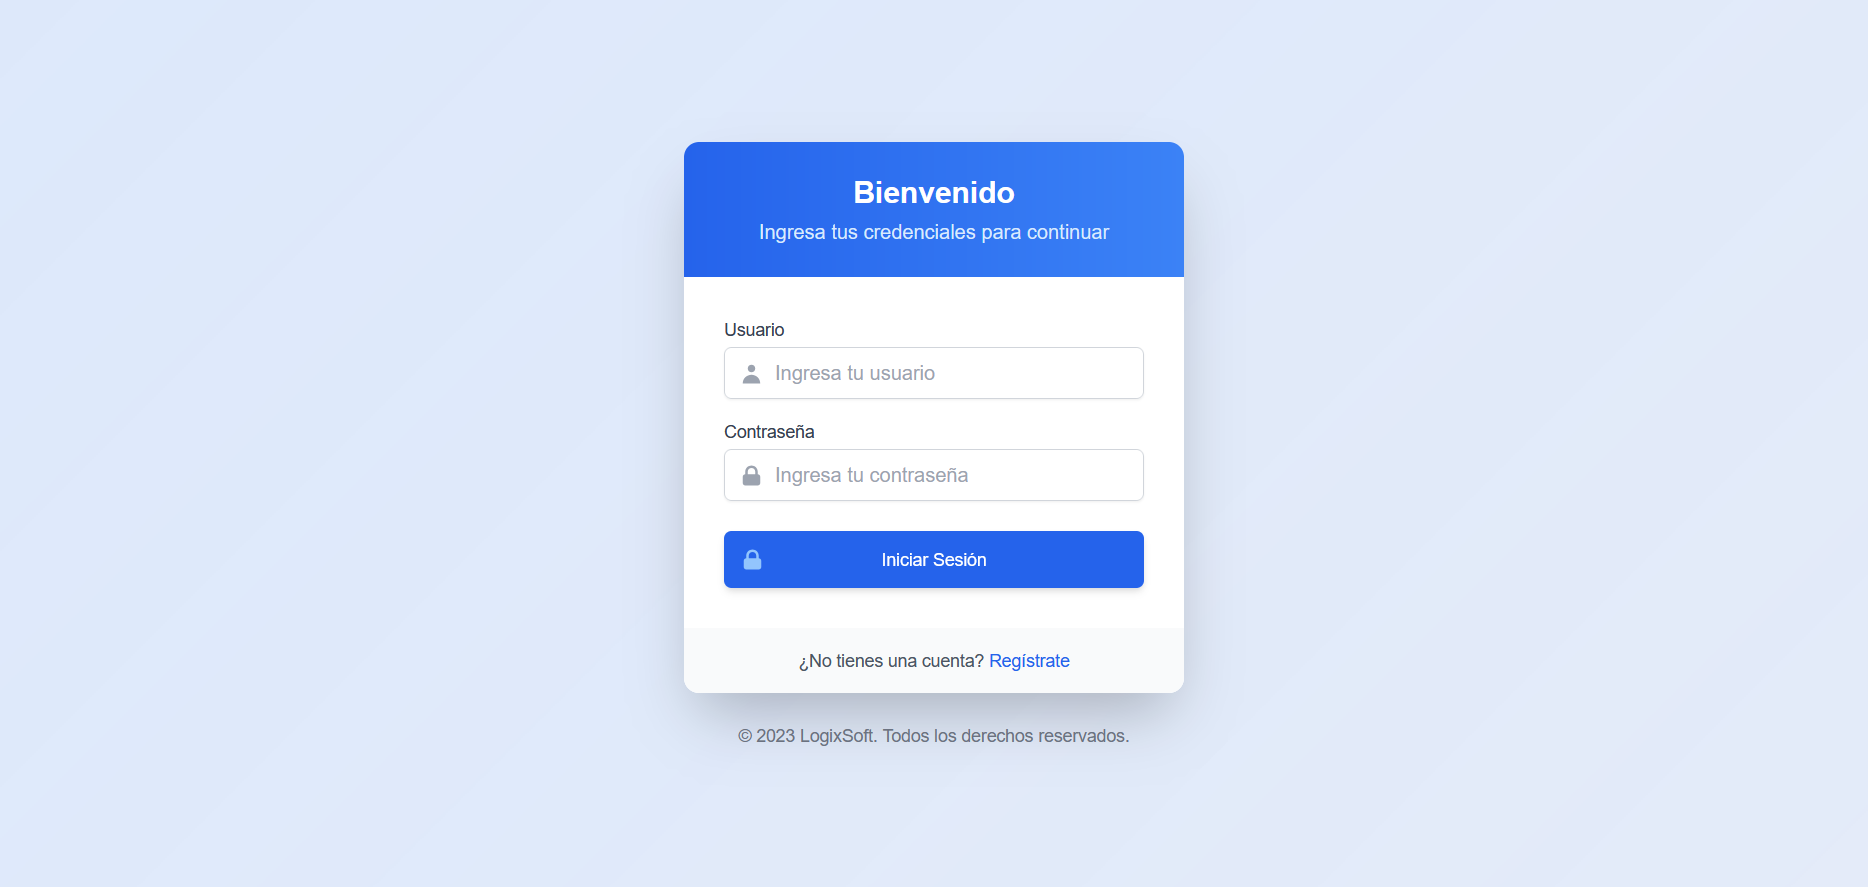 Bienvenido
Ingresa tus credenciales para continuar
Usuario
Ingresa tu usuario
Contraseña
Ingresa tu contraseña
Iniciar Sesión
¿No tienes una cuenta? Regístrate
© 2023 LogixSoft. Todos los derechos reservados.